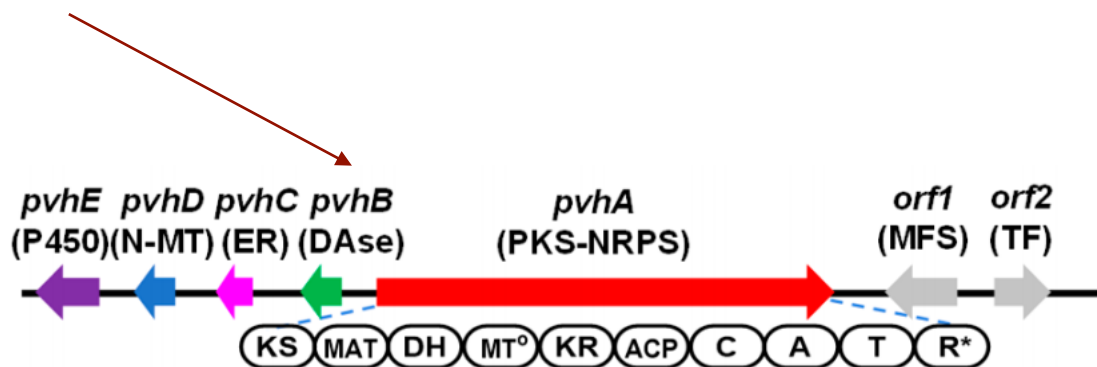 pvhE pvhD pvhC pvhB pvhA orf1 orf2
(P450) (N-MT) (ER) (DAse) (PKS-NRPS) (MFS) (TF)
KS MAT DH MT° KR ACP C A T R*